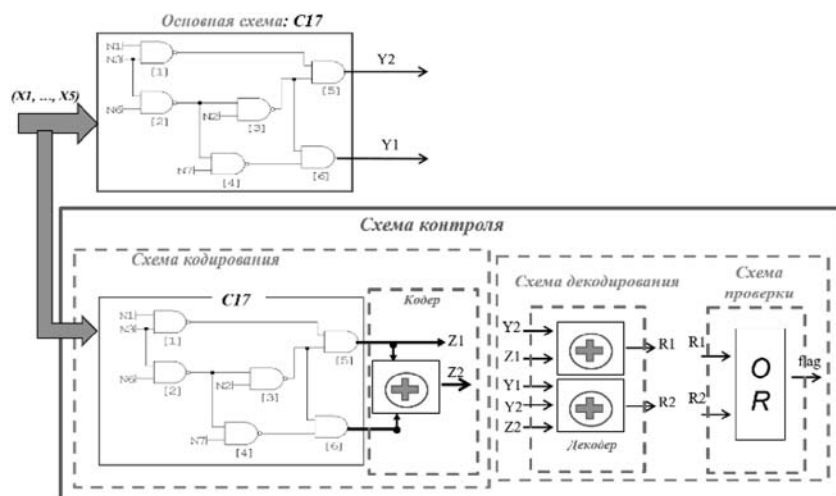 Основная схема: C17
N1
N3
[1]
Y2
[5]
(X1, ..., X5)
[2]
N6
N2
[3]
Y1
N7
[4]
[6]
Схема контроля
Схема кодирования
C17
Кодер
N1
N3
[1]
Z1
[5]
Z2
[2]
N6
N2
[3]
N7
[4]
[6]
Схема декодирования
Y2
Z1
R1
Y1
Y2
Z2
R2
Декодер
Схема
проверки
R1
R2
O
R
flag